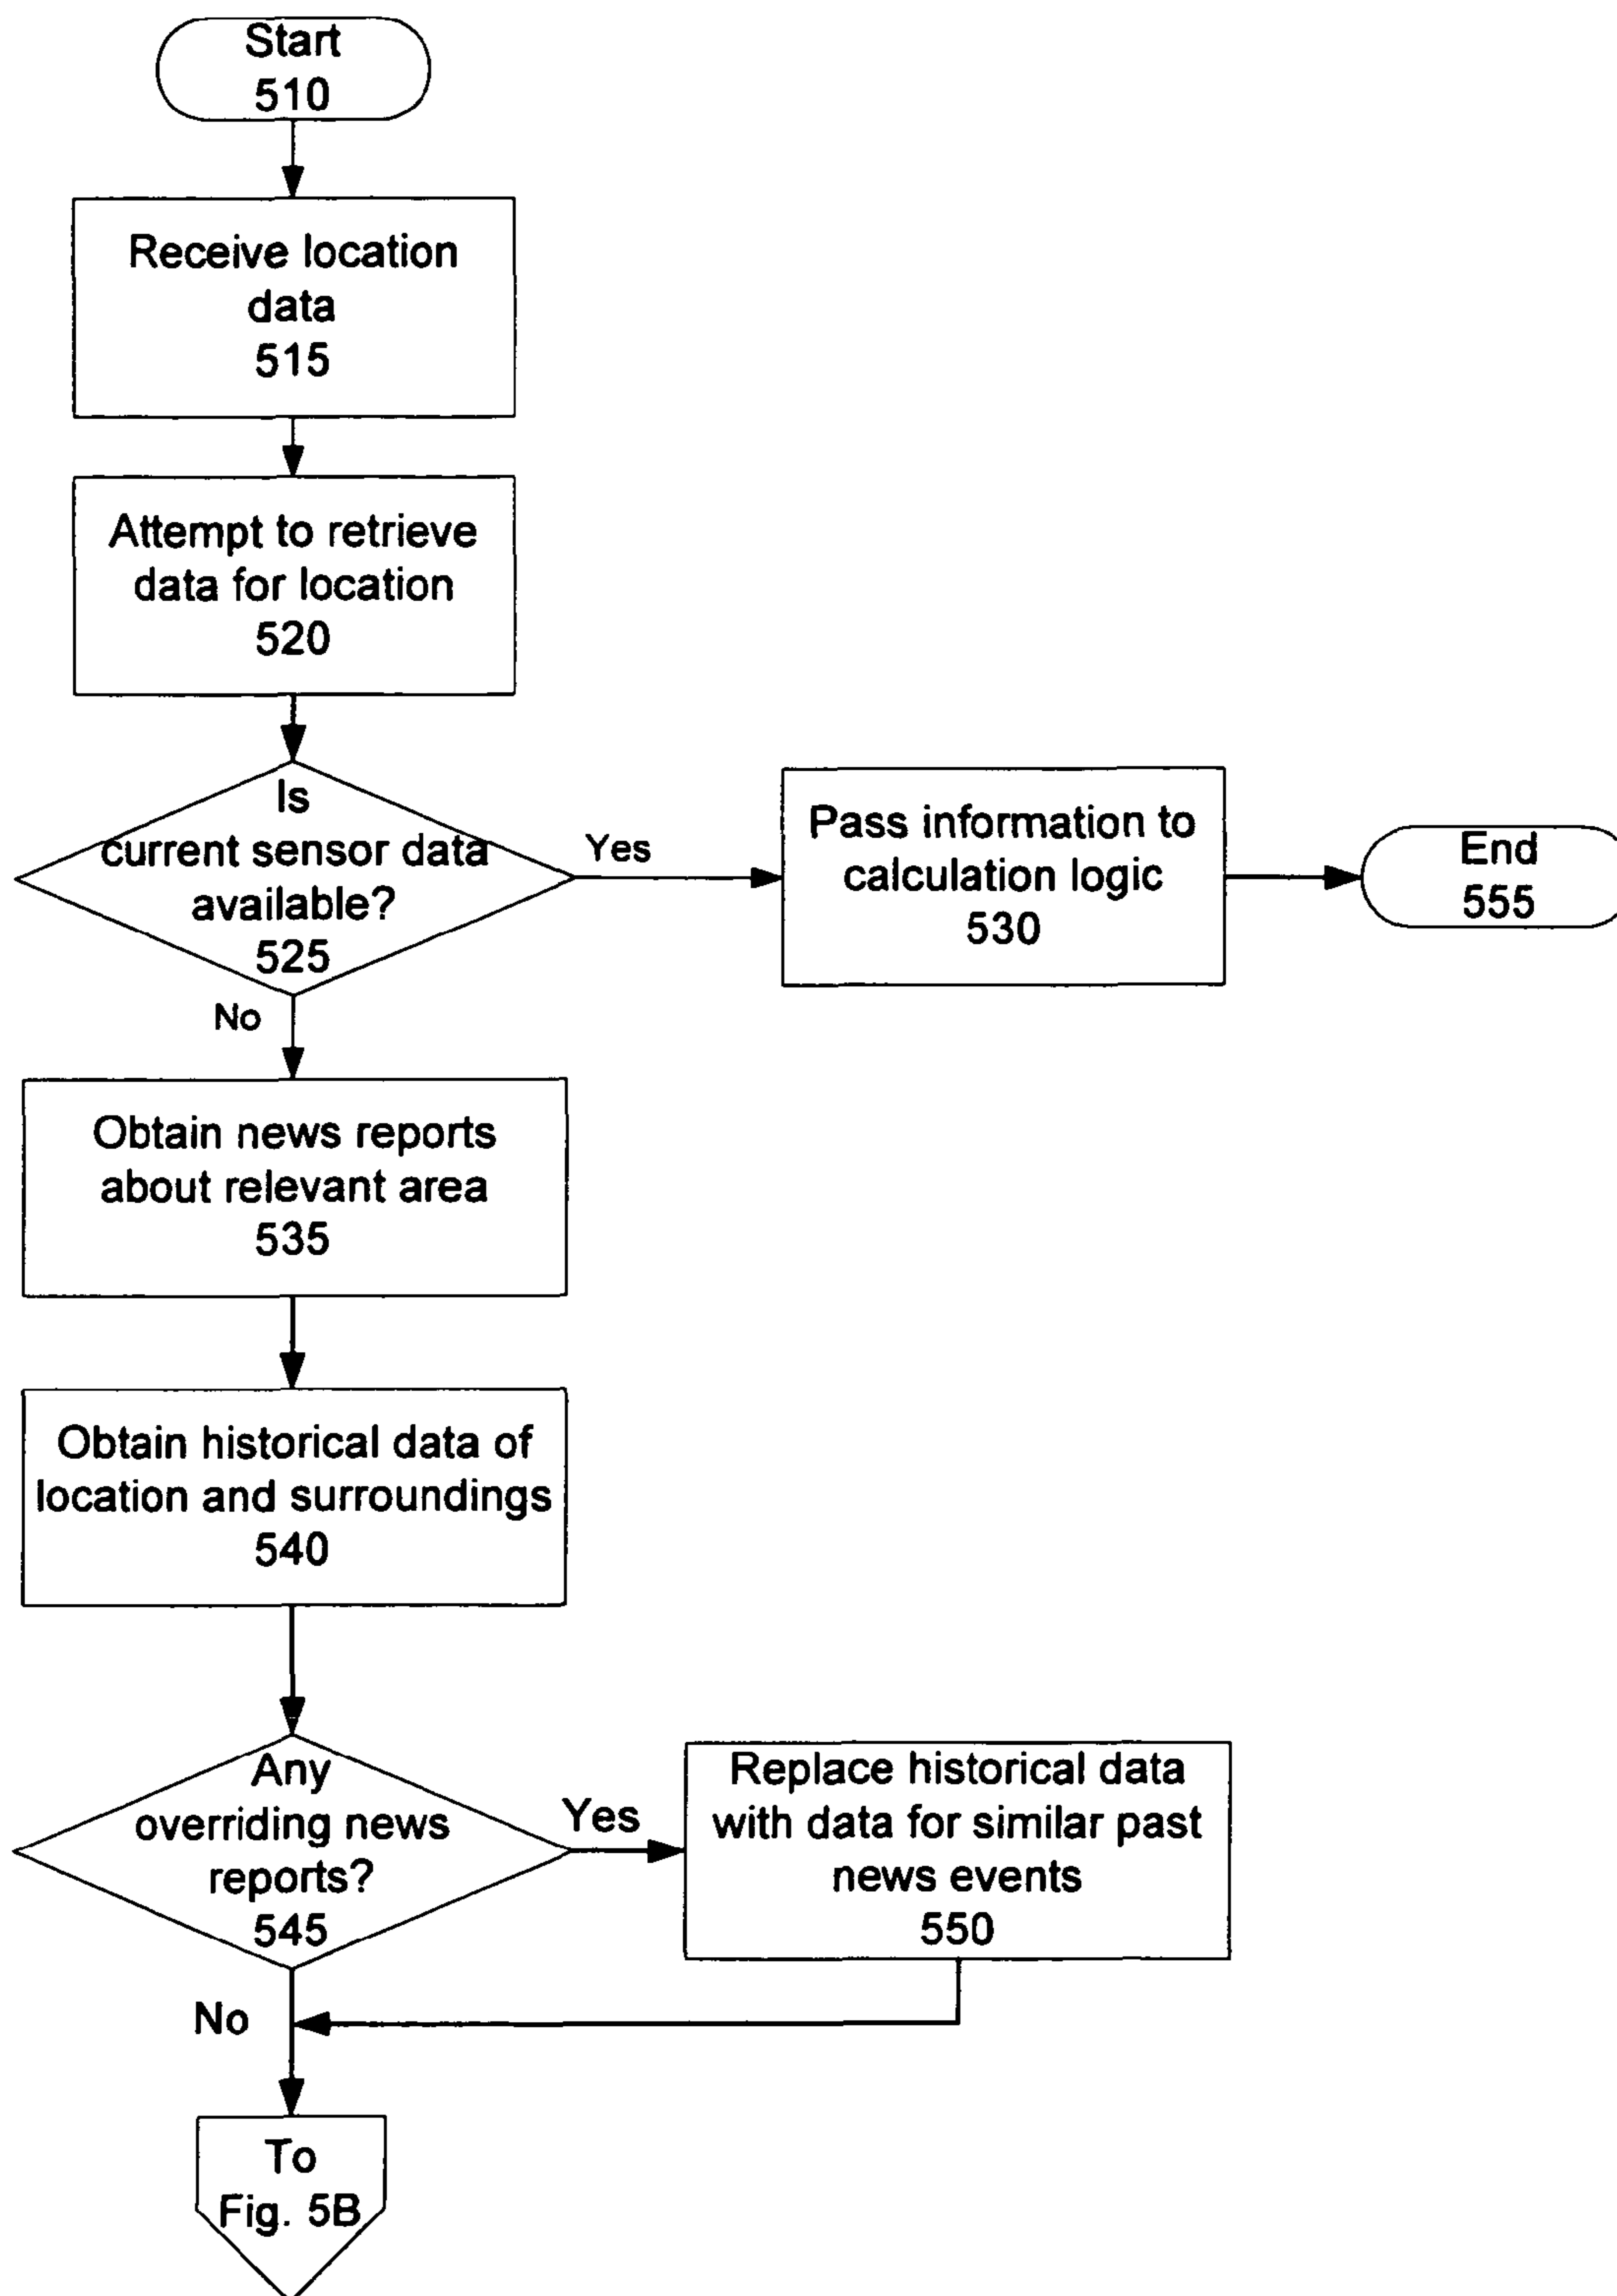 Start
510
Receive location
data
515
Attempt to retrieve
data for location
520
Is
current sensor data
available?
525
Yes
Pass information to
calculation logic
530
End
555
No
Obtain news reports
about relevant area
535
Obtain historical data of
location and surroundings
540
Any
overriding news
reports?
545
Yes
Replace historical data
with data for similar past
news events
550
No
To
Fig. 5B